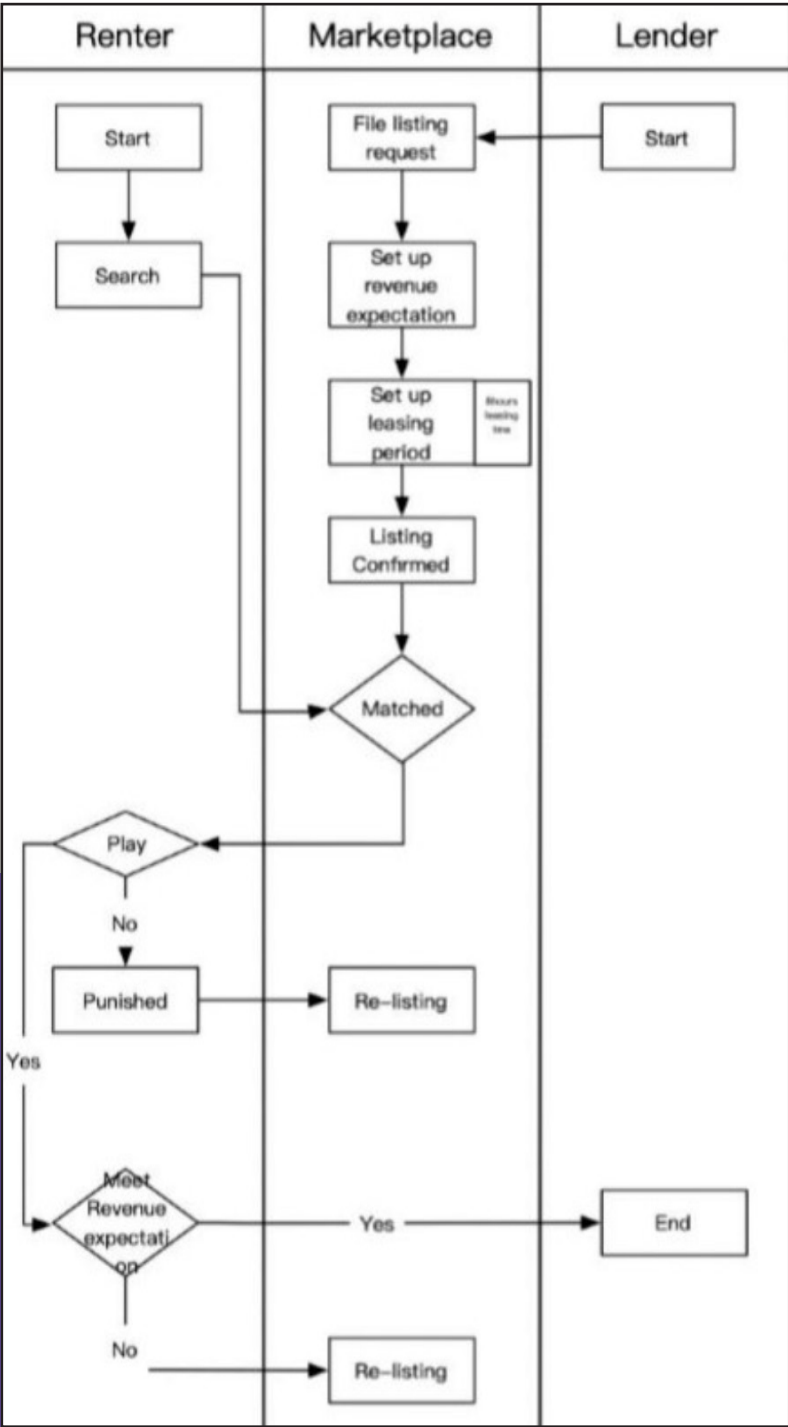 Renter
Marketplace
Lender
Start
File listing
request
Start
Search
Set up
revenue
expectation
Set up
leasing
period
leasing
Listing
Confirmed
Matched
Play
No
Punished
Re-listing
Yes
Meet
Revenue
expectati
on
Yes
End
No
Re-listing